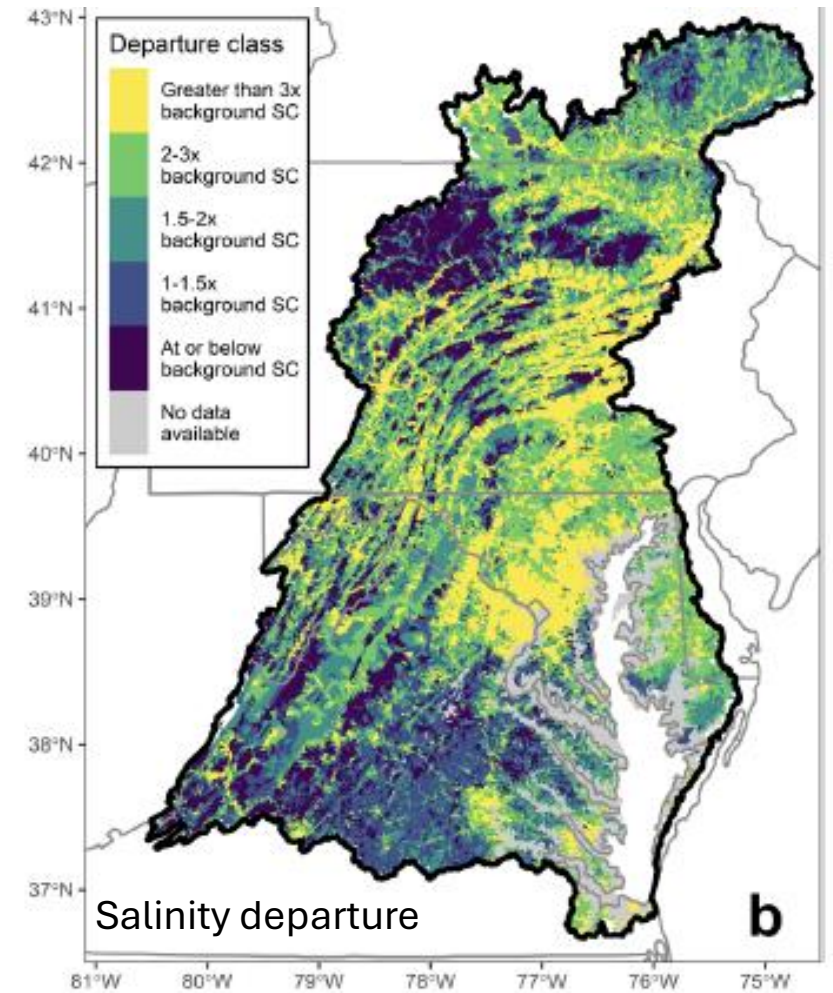 43°N
42°N
41°N
40°N
39°N
38°N
37°N
Departure class
Greater than 3x
background SC
2-3x
background SC
1.5-2x
background SC
1-1.5x
background SC
At or below
background SC
No data
available
Salinity departure
b
81°W 80°W 79°W 78°W 77°W 76°W 75°W